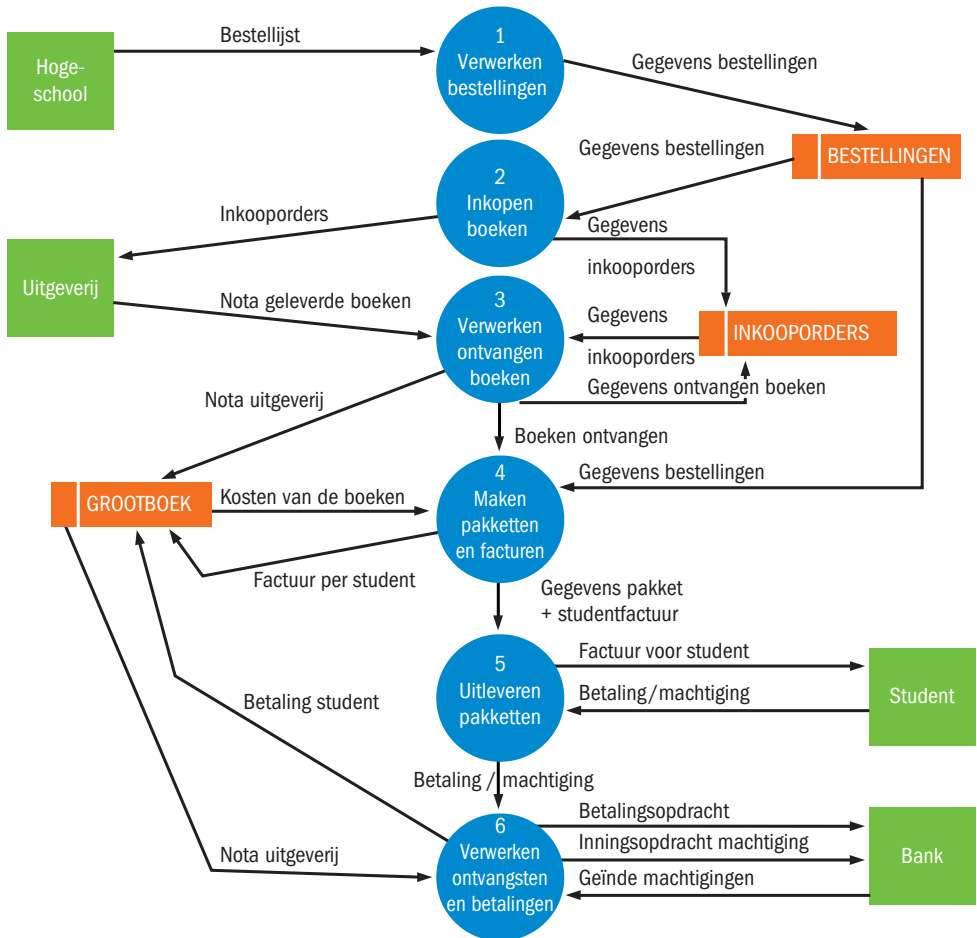 Bestellijst
1
Verwerken
bestellingen
Hoge-
school
Gegevens bestellingen
BESTELLINGEN
Gegevens bestellingen
2
Inkopen
boeken
Inkooporders
Gegevens
inkooporders
Uitgeverij
Nota geleverde boeken
3
Verwerken
ontvangen
boeken
Gegevens
inkooporders
INKOOPORDERS
Gegevens ontvangen boeken
Nota uitgeverij
Boeken ontvangen
GROOTBOEK
Kosten van de boeken
4
Maken
pakketten
en facturen
Gegevens bestellingen
Factuur per student
Gegevens pakket
+ studentfactuur
5
Uitleveren
pakketten
Factuur voor student
Betaling/machtiging
Student
Betaling student
Betaling / machtiging
6
Verwerken
ontvangsten
en betalingen
Nota uitgeverij
Betalingsopdracht
Inningsopdracht machtiging
Geïnde machtigingen
Bank